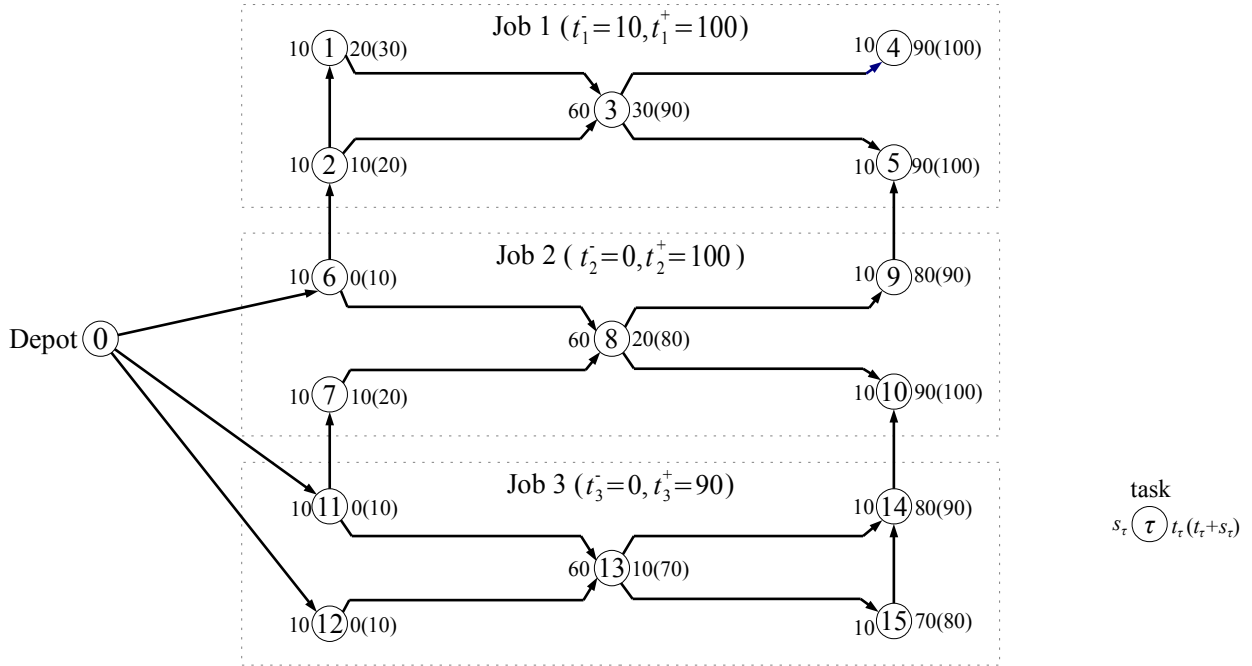 Job 1 ( t₁⁻=10, t₁⁺=100)
10 1 20(30)
10 4 90(100)
60 3 30(90)
10 2 10(20)
10 5 90(100)
Job 2 ( t₂⁻=0, t₂⁺=100 )
10 6 0(10)
10 9 80(90)
Depot 0
60 8 20(80)
10 7 10(20)
10 10 90(100)
Job 3 ( t₃⁻=0, t₃⁺=90)
10 11 0(10)
10 14 80(90)
task
s_τ τ t_τ (t_τ+s_τ)
60 13 10(70)
10 12 0(10)
10 15 70(80)